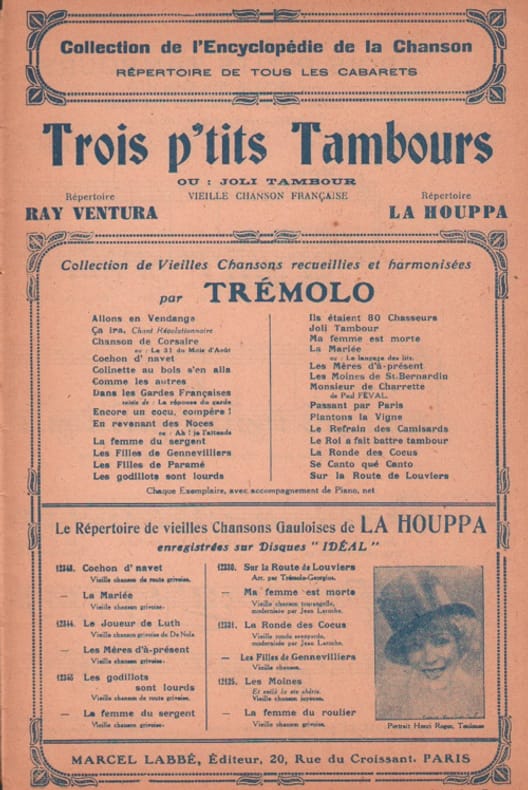 Collection de l'Encyclopédie de la Chanson
RÉPERTOIRE DE TOUS LES CABARETS
Trois p'tits Tambours
OU : JOLI TAMBOUR
VIEILLE CHANSON FRANÇAISE
Répertoire
RAY VENTURA
Répertoire
LA HOUPPA
Collection de Vieilles Chansons recueillies et harmonisées
par TRÉMOLO
Allons en Vendange
Ça ira, Chant Révolutionnaire
Chanson de Corsaire
ou : Le 31 du Mois d'Août
Cochon d' navet
Colinette au bois s'en alla
Comme les autres
Dans les Gardes Françaises
suivie de : La réponse du garde
Encore un cocu, compère !
En revenant des Noces
ou : Ah ! je l'attends
La femme du sergent
Les Filles de Gennevilliers
Les Filles de Paramé
Les godillots sont lourds
Ils étaient 80 Chasseurs
Joli Tambour
Ma femme est morte
La Mariée
ou : Le langage des lits.
Les Mères d'à-présent
Les Moines de St-Bernardin
Monsieur de Charrette
de Paul FÉVAL.
Passant par Paris
Plantons la Vigne
Le Refrain des Camisards
Le Roi a fait battre tambour
La Ronde des Cocus
Se Canto qué Canto
Sur la Route de Louviers
Chaque Exemplaire, avec accompagnement de Piano, net
Le Répertoire de vieilles Chansons Gauloises de LA HOUPPA
enregistrées sur Disques " IDÉAL "
Cochon d' navet
Vieille chanson de route grivoise.
— La Mariée
Vieille chanson grivoise.
12344. Le Joueur de Luth
Vieille chanson grivoise de De Nola
— Les Mères d'à-présent
Vieille chanson grivoise.
Les godillots
sont lourds
Vieille chanson de route grivoise.
— La femme du sergent
Vieille chanson grivoise.
Sur la Route de Louviers
Arr. par Trémolo-Georgius.
— Ma femme est morte
Vieille chanson tourangelle,
modernisée par Jean Laroche.
La Ronde des Cocus
Vieille ronde
modernisée par Jean Laroche.
— Les Filles de Gennevilliers
Vieille chanson.
12125. Les Moines
Et voilà la vie chérie.
Vieille chanson joyeuse.
— La femme du roulier
Vieille chanson grivoise.
Portrait Henri Roger, Toulouse
MARCEL LABBÉ, Éditeur, 20, Rue du Croissant. PARIS